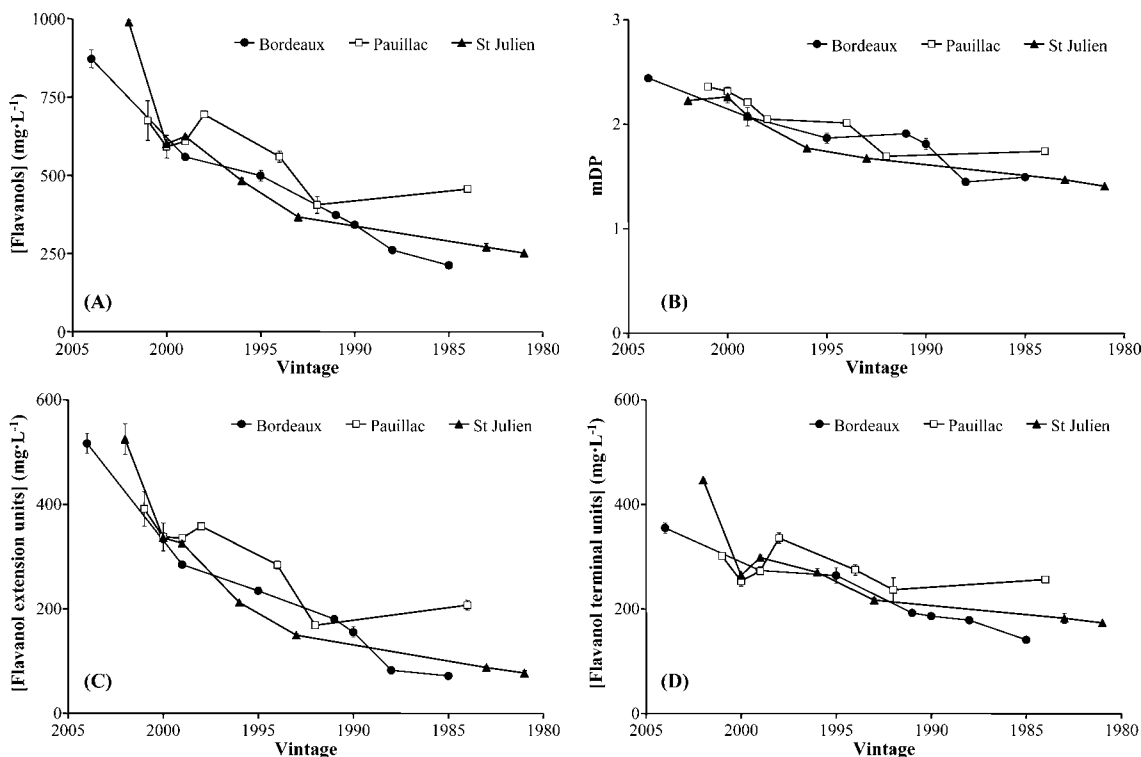 [Flavanols] (mg·L-1)
1000
750
500
250
0
Bordeaux Pauillac St Julien
(A)
2005 2000 1995 1990 1985 1980
Vintage
mDP
3
2
1
0
Bordeaux Pauillac St Julien
(B)
2005 2000 1995 1990 1985 1980
Vintage
[Flavanol extension units] (mg·L-1)
600
400
200
0
Bordeaux Pauillac St Julien
(C)
2005 2000 1995 1990 1985 1980
Vintage
[Flavanol terminal units] (mg·L-1)
600
400
200
0
Bordeaux Pauillac St Julien
(D)
2005 2000 1995 1990 1985 1980
Vintage